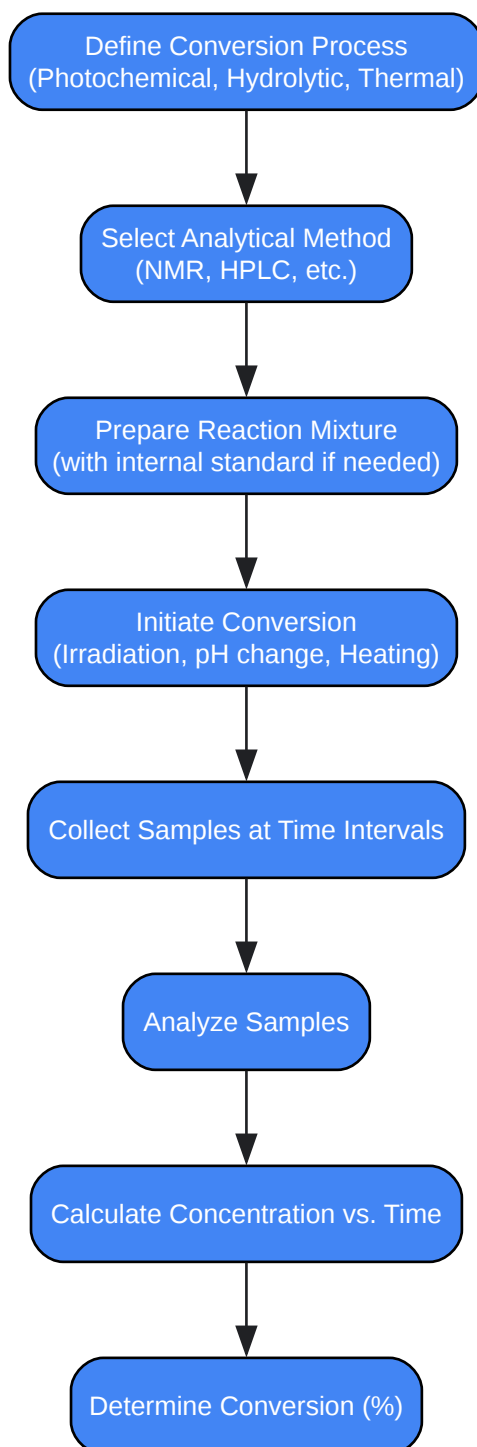 Define Conversion Process
(Photochemical, Hydrolytic, Thermal)
Select Analytical Method
(NMR, HPLC, etc.)
Prepare Reaction Mixture
(with internal standard if needed)
Initiate Conversion
(Irradiation, pH change, Heating)
Collect Samples at Time Intervals
Analyze Samples
Calculate Concentration vs. Time
Determine Conversion (%)